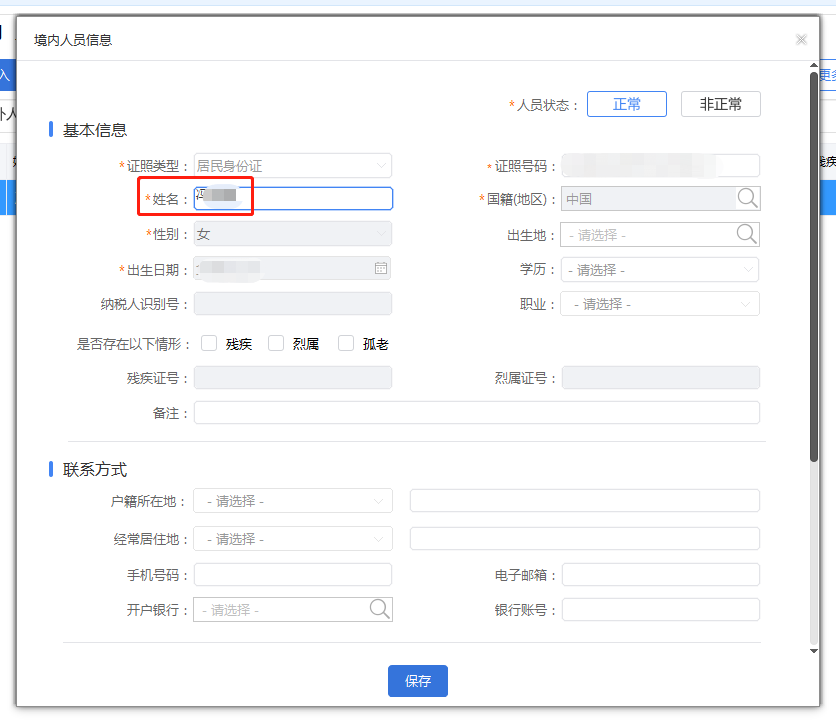 境内人员信息
*人员状态： 正常 非正常
基本信息
*证照类型： 居民身份证 *证照号码：
*姓名： 冯 *国籍(地区)： 中国
*性别： 女 出生地： - 请选择 -
*出生日期： 学历： - 请选择 -
纳税人识别号： 职业： - 请选择 -
是否存在以下情形： 残疾 烈属 孤老
残疾证号： 烈属证号：
备注：
联系方式
户籍所在地： - 请选择 -
经常居住地： - 请选择 -
手机号码： 电子邮箱：
开户银行： - 请选择 - 银行账号：
保存